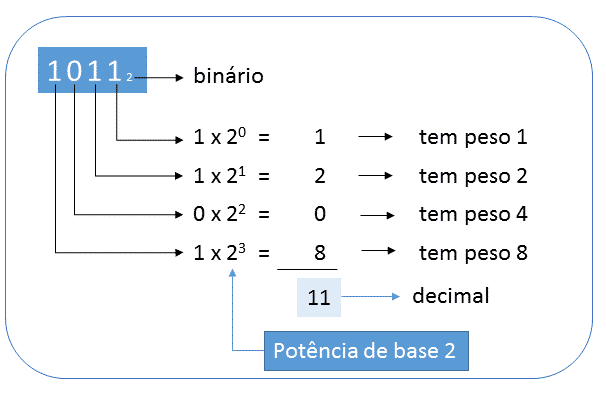 1011₂ binário
1 x 2⁰ = 1 tem peso 1
1 x 2¹ = 2 tem peso 2
0 x 2² = 0 tem peso 4
1 x 2³ = 8 tem peso 8
11 decimal
Potência de base 2